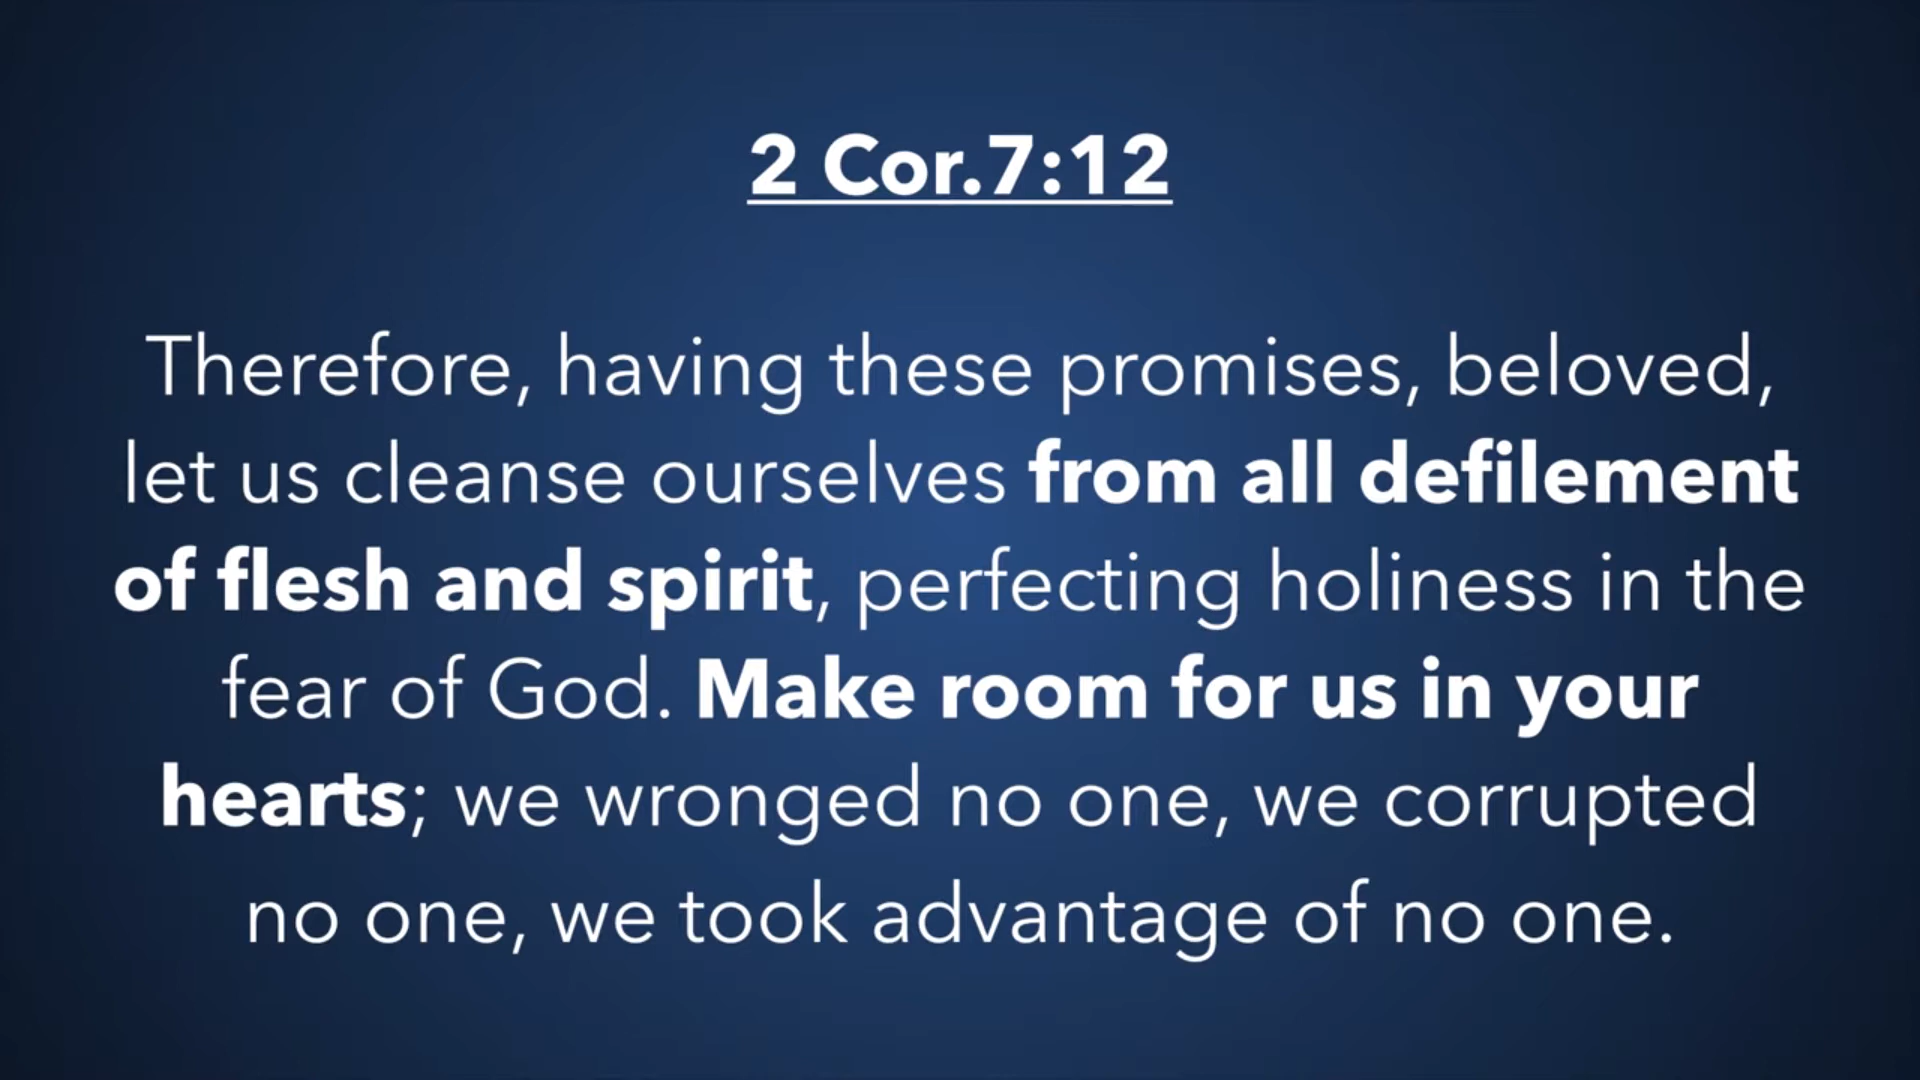 2 Cor.7:12
Therefore, having these promises, beloved,
let us cleanse ourselves from all defilement
of flesh and spirit, perfecting holiness in the
fear of God. Make room for us in your
hearts; we wronged no one, we corrupted
no one, we took advantage of no one.